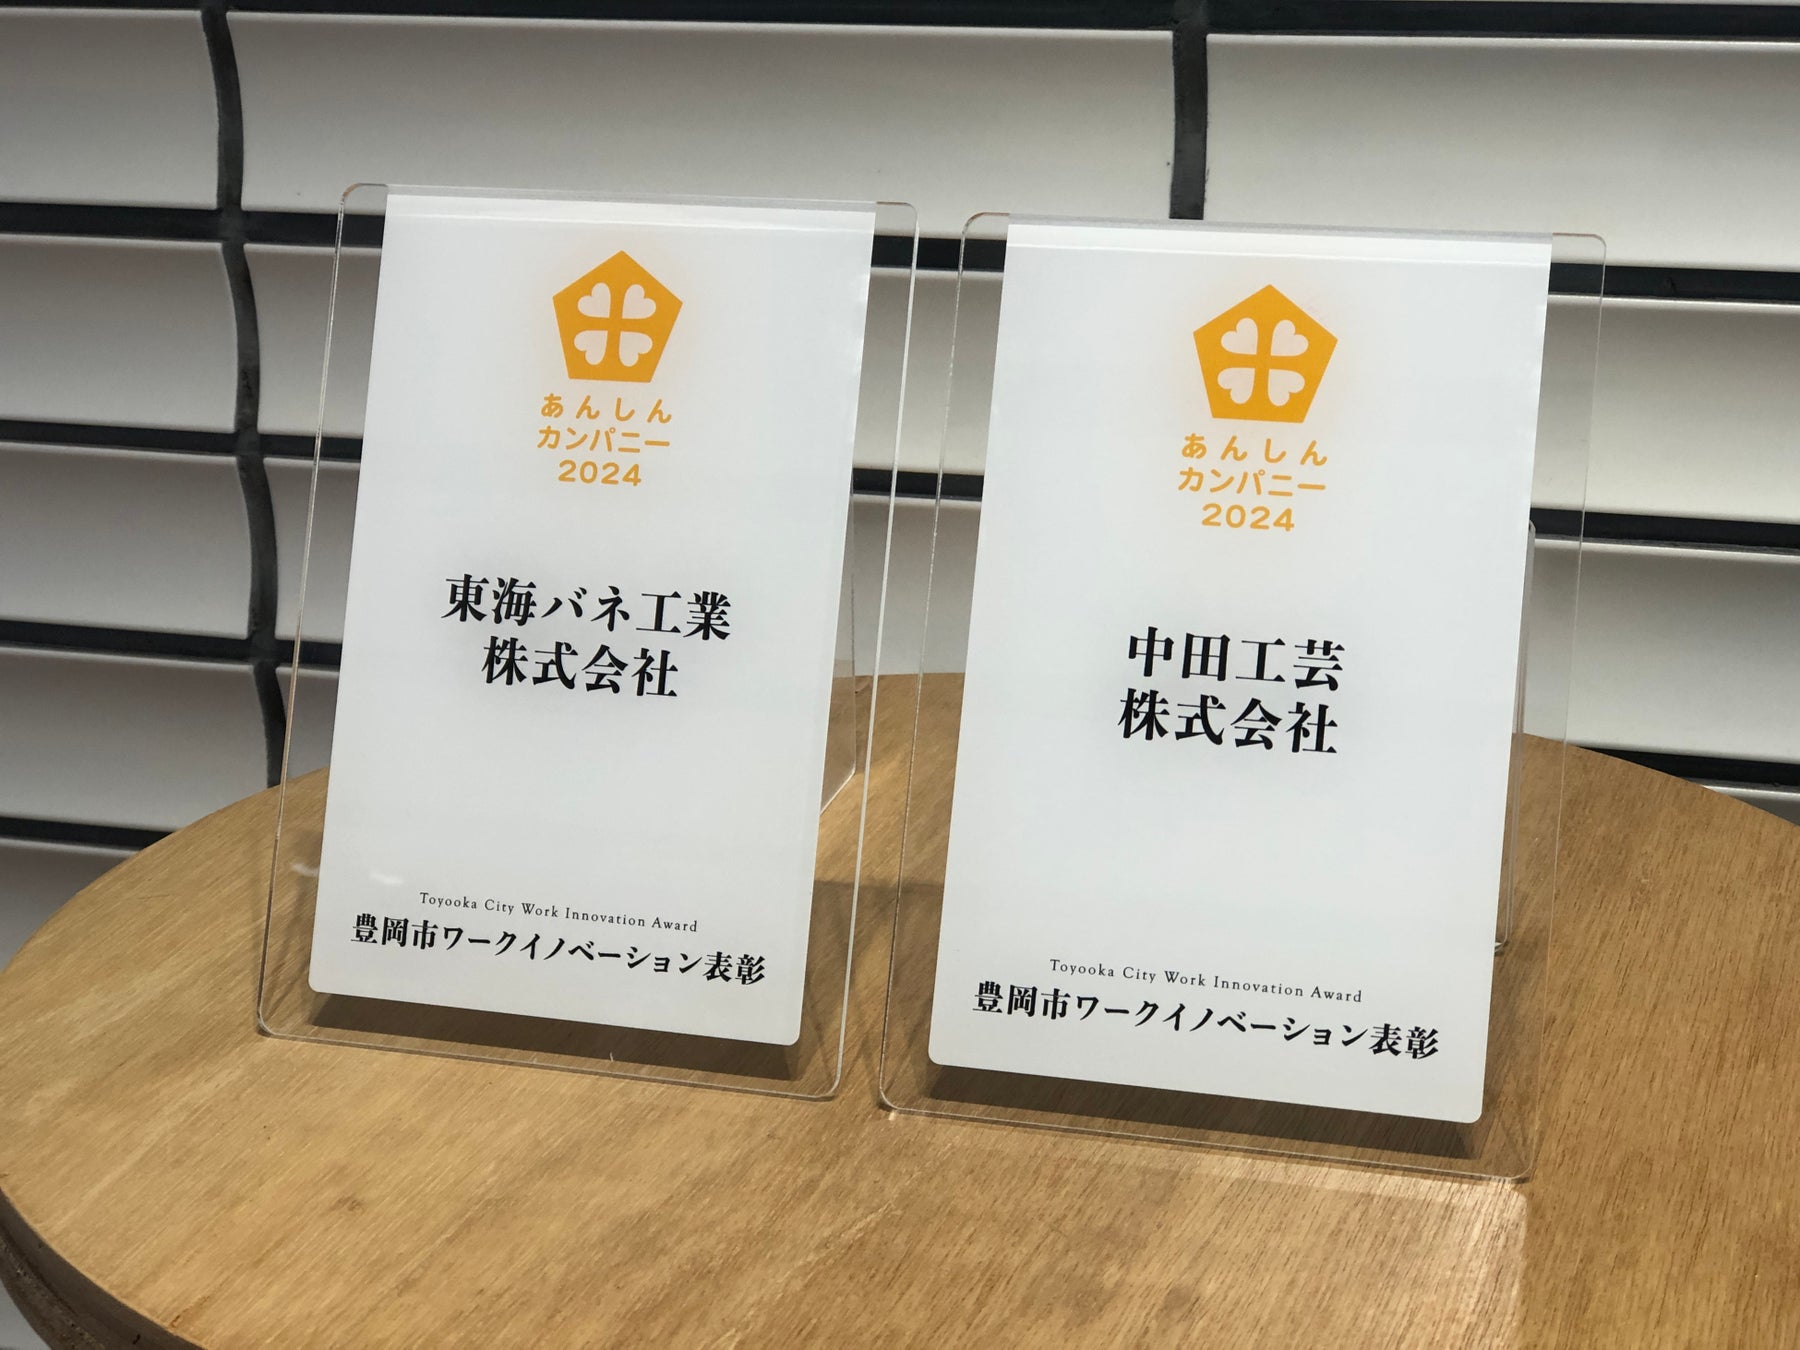 あんしん
カンパニー
2024
東海バネ工業
株式会社
Toyooka City Work Innovation Award
豊岡市ワークイノベーション表彰
あんしん
カンパニー
2024
中田工芸
株式会社
Toyooka City Work Innovation Award
豊岡市ワークイノベーション表彰